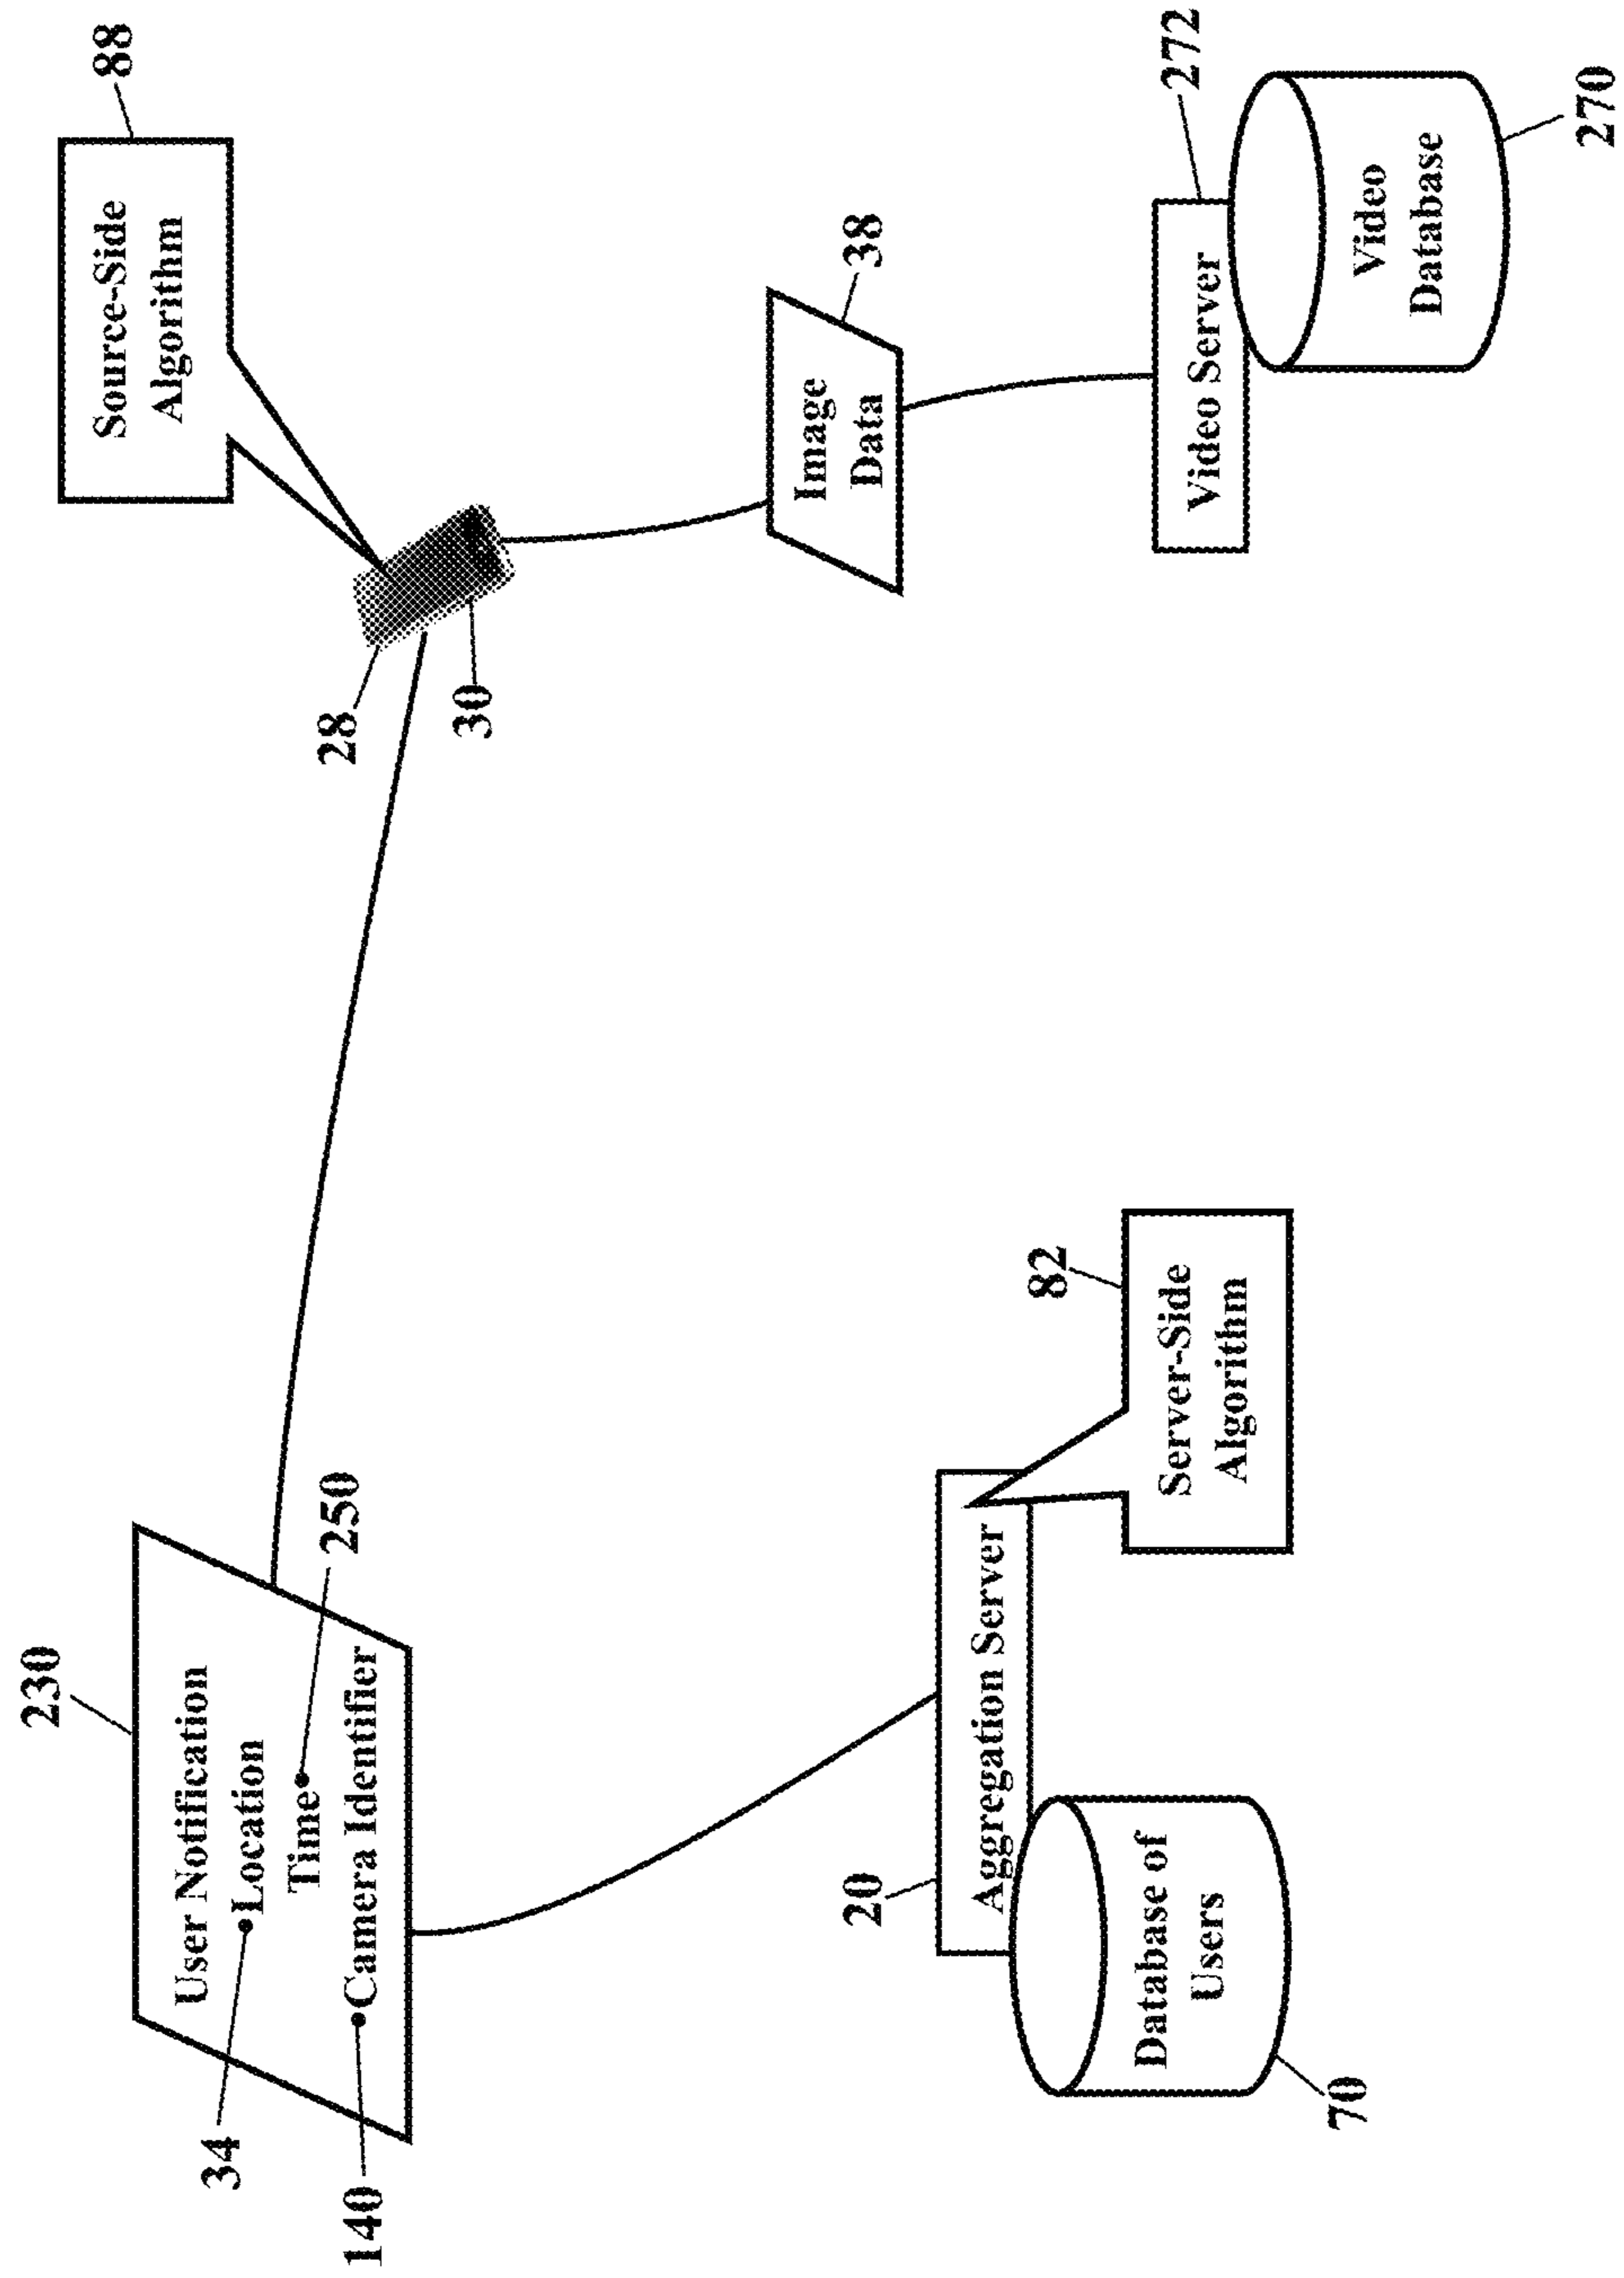 230
User Notification
34
Location
Time
250
140
Camera Identifier
88
Source-Side
Algorithm
28
30
Image
Data
38
20
Aggregation Server
Database of
Users
70
82
Server-Side
Algorithm
Video Server
272
Video
Database
270